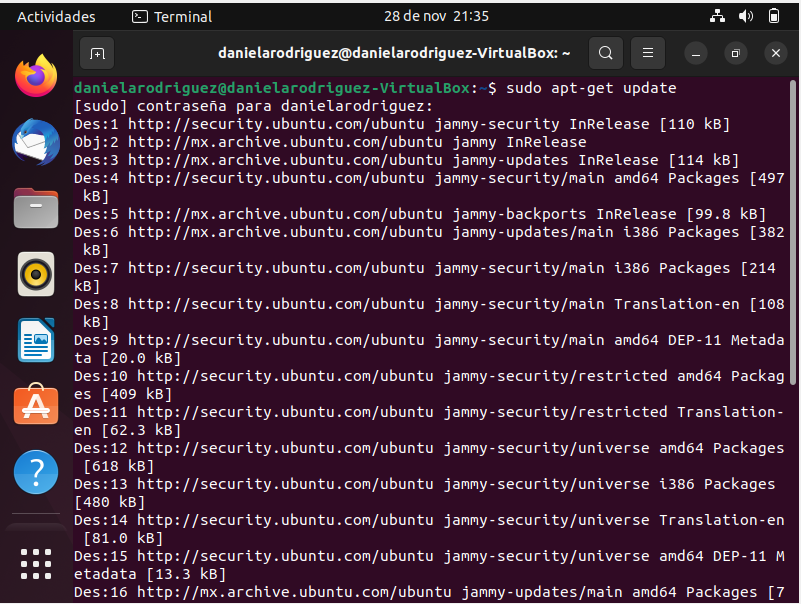 Actividades Terminal 28 de nov 21:35
danielarodriguez@danielarodriguez-VirtualBox: ~
danielarodriguez@danielarodriguez-VirtualBox:~$ sudo apt-get update
[sudo] contraseña para danielarodriguez:
Des:1 http://security.ubuntu.com/ubuntu jammy-security InRelease [110 kB]
Obj:2 http://mx.archive.ubuntu.com/ubuntu jammy InRelease
Des:3 http://mx.archive.ubuntu.com/ubuntu jammy-updates InRelease [114 kB]
Des:4 http://security.ubuntu.com/ubuntu jammy-security/main amd64 Packages [497
 kB]
Des:5 http://mx.archive.ubuntu.com/ubuntu jammy-backports InRelease [99.8 kB]
Des:6 http://mx.archive.ubuntu.com/ubuntu jammy-updates/main i386 Packages [382
 kB]
Des:7 http://security.ubuntu.com/ubuntu jammy-security/main i386 Packages [214
kB]
Des:8 http://security.ubuntu.com/ubuntu jammy-security/main Translation-en [108
 kB]
Des:9 http://security.ubuntu.com/ubuntu jammy-security/main amd64 DEP-11 Metada
ta [20.0 kB]
Des:10 http://security.ubuntu.com/ubuntu jammy-security/restricted amd64 Packag
es [409 kB]
Des:11 http://security.ubuntu.com/ubuntu jammy-security/restricted Translation-
en [62.3 kB]
Des:12 http://security.ubuntu.com/ubuntu jammy-security/universe amd64 Packages
 [618 kB]
Des:13 http://security.ubuntu.com/ubuntu jammy-security/universe i386 Packages
[480 kB]
Des:14 http://security.ubuntu.com/ubuntu jammy-security/universe Translation-en
 [81.0 kB]
Des:15 http://security.ubuntu.com/ubuntu jammy-security/universe amd64 DEP-11 M
etadata [13.3 kB]
Des:16 http://mx.archive.ubuntu.com/ubuntu jammy-updates/main amd64 Packages [7